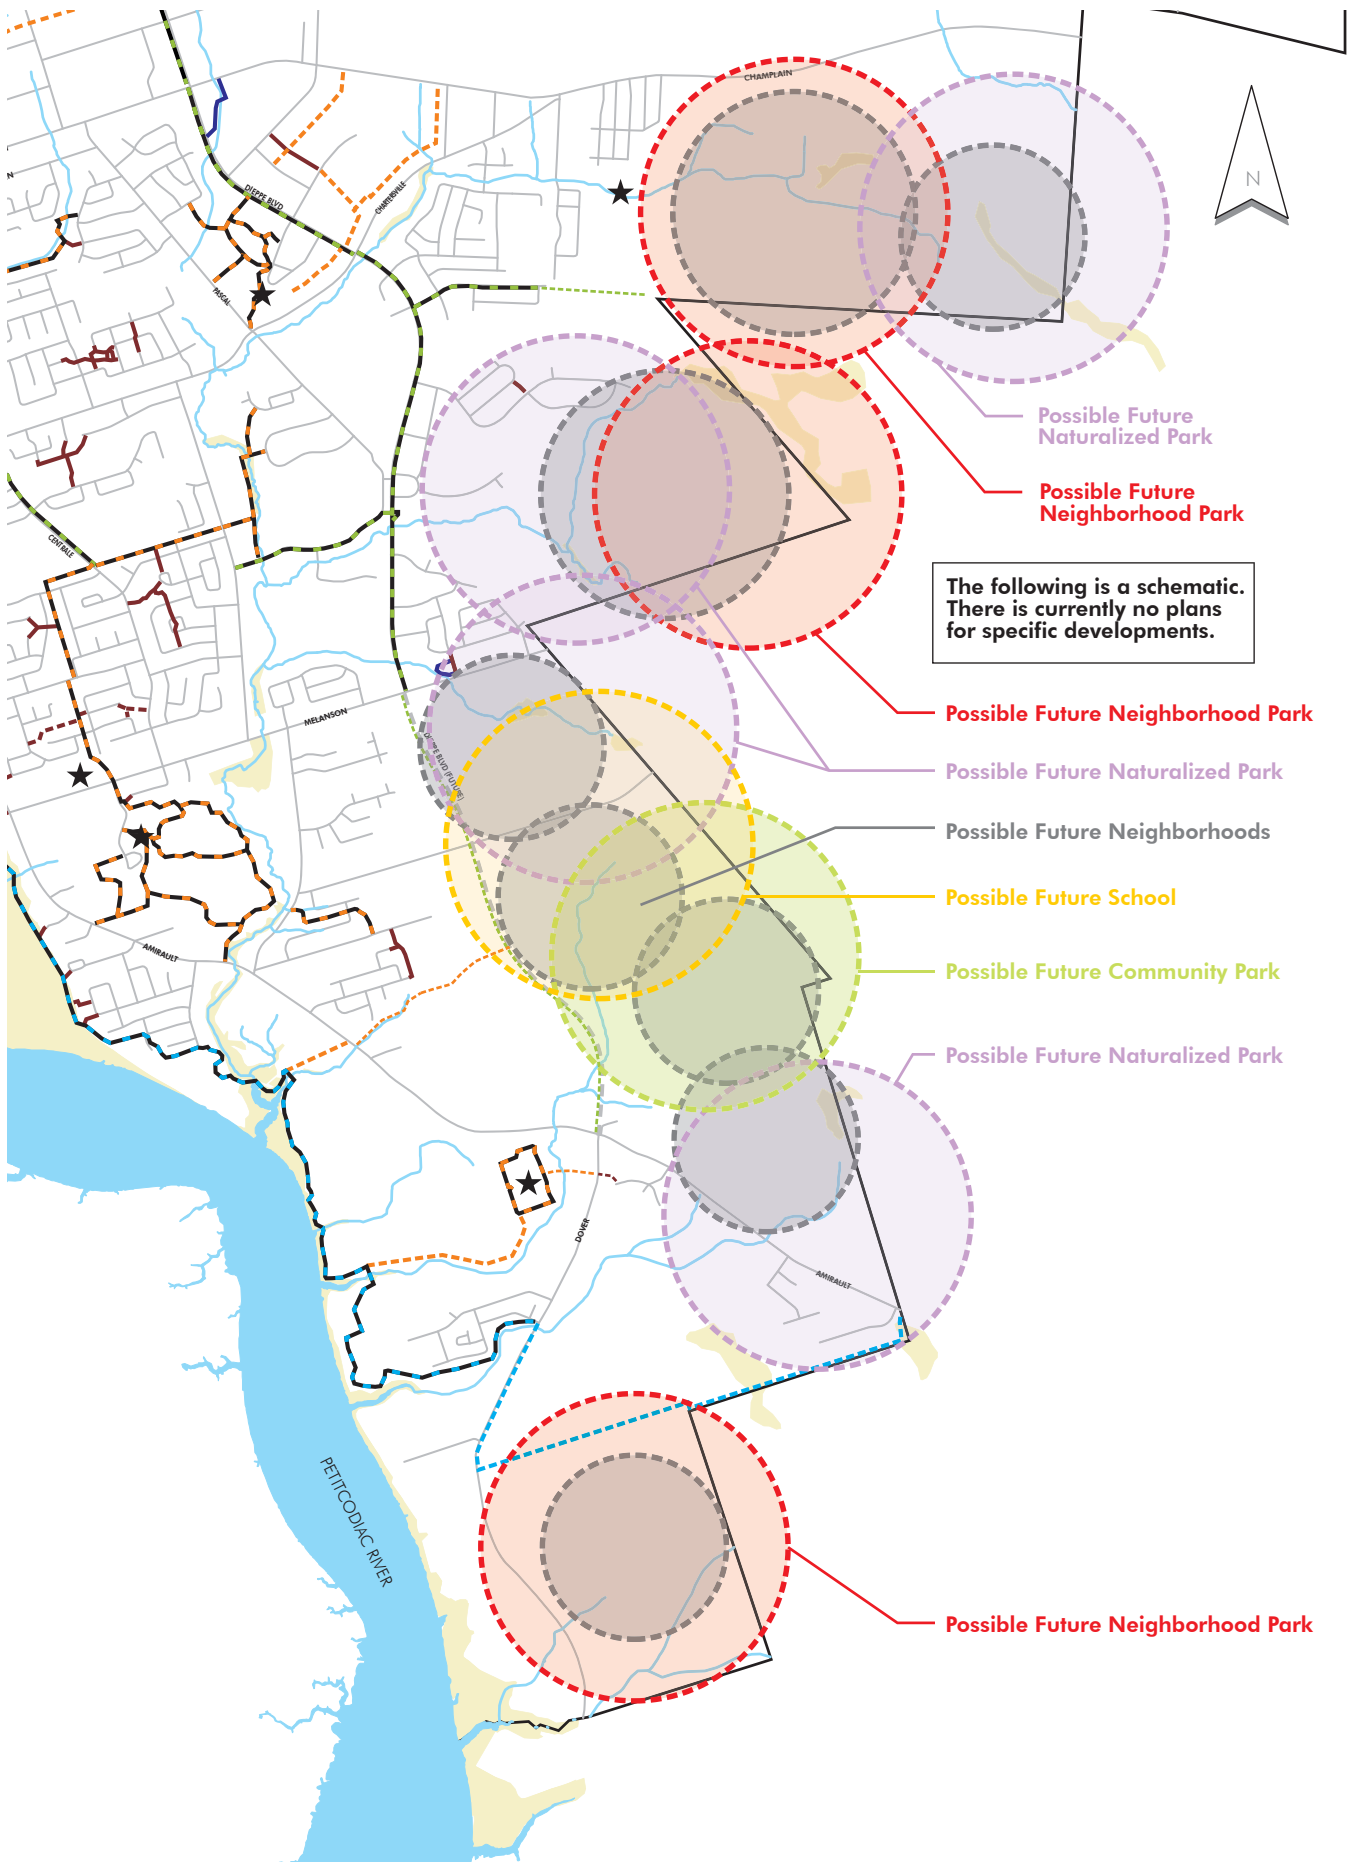 CHAMPLAIN
N
N
DIEPPE BLVD
CHARTERSVILLE
PASCAL
Possible Future
Naturalized Park
Possible Future
Neighborhood Park
CENTRALE
The following is a schematic.
There is currently no plans
for specific developments.
MELANSON
Possible Future Neighborhood Park
DIEPPE BLVD (FUTURE)
Possible Future Naturalized Park
Possible Future Neighborhoods
Possible Future School
AMIRAULT
Possible Future Community Park
Possible Future Naturalized Park
DOVER
AMIRAULT
PETITCODIAC RIVER
Possible Future Neighborhood Park